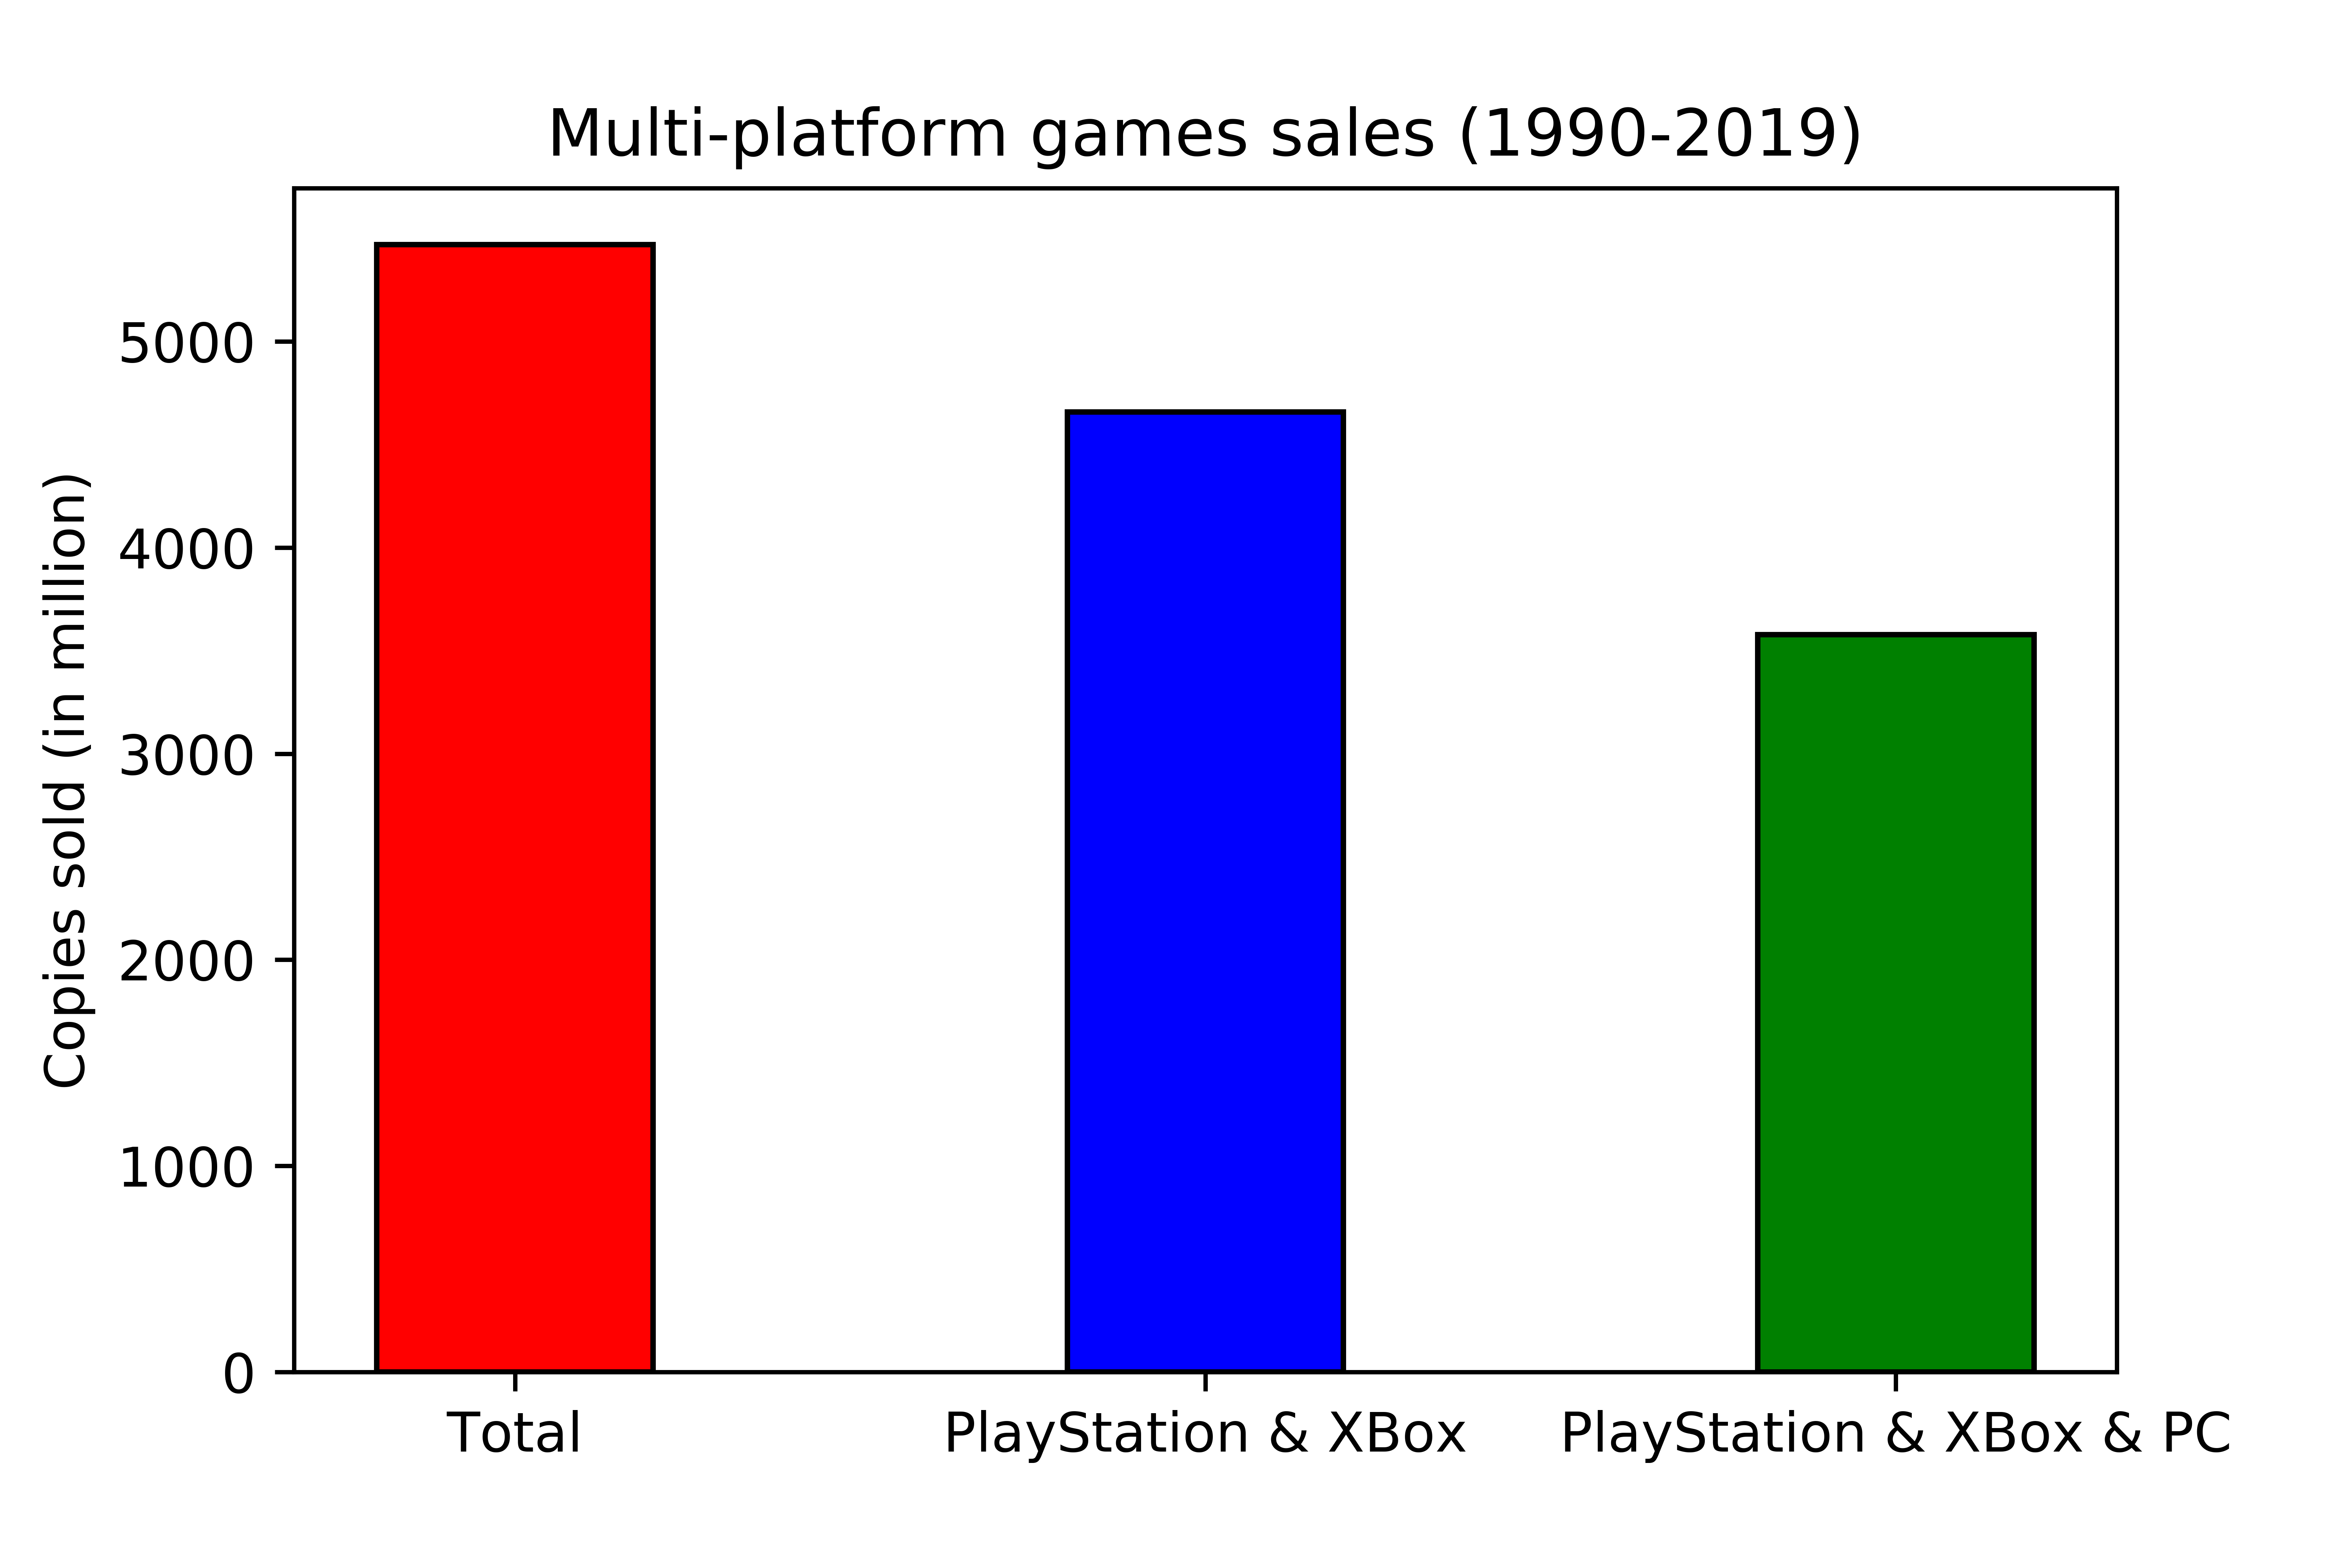 Multi-platform games sales (1990-2019)
Copies sold (in million)
5000
4000
3000
2000
1000
0
Total
PlayStation & XBox
PlayStation & XBox & PC